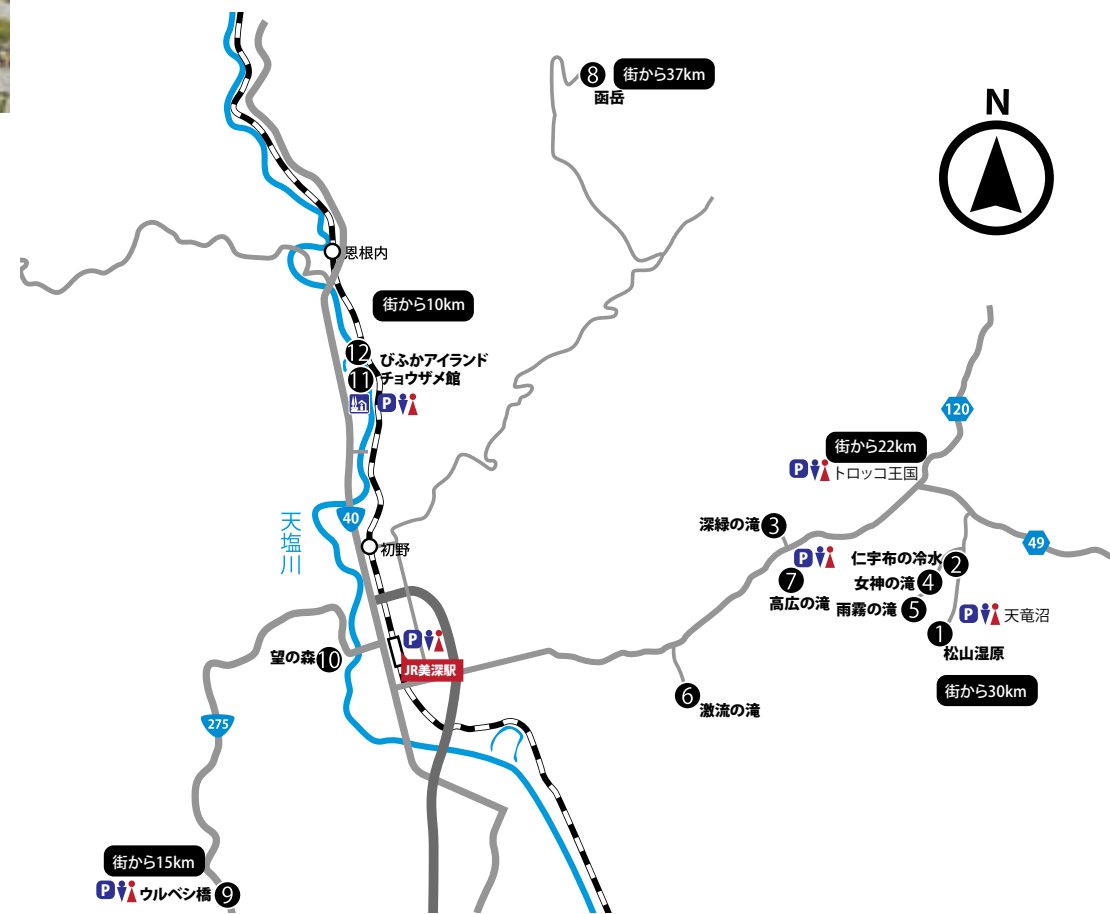 N
8 街から37km
函岳
恩根内
街から10km
12 びふかアイランド
11 チョウザメ館
P
120
街から22km
P トロッコ王国
40
天塩川
初野
深緑の滝 3
49
P
7
高広の滝
仁宇布の冷水 2
女神の滝 4
雨霧の滝 5
P 天竜沼
1
松山湿原
街から30km
P
JR美深駅
望の森 10
6
激流の滝
275
街から15km
P ウルベシ橋 9